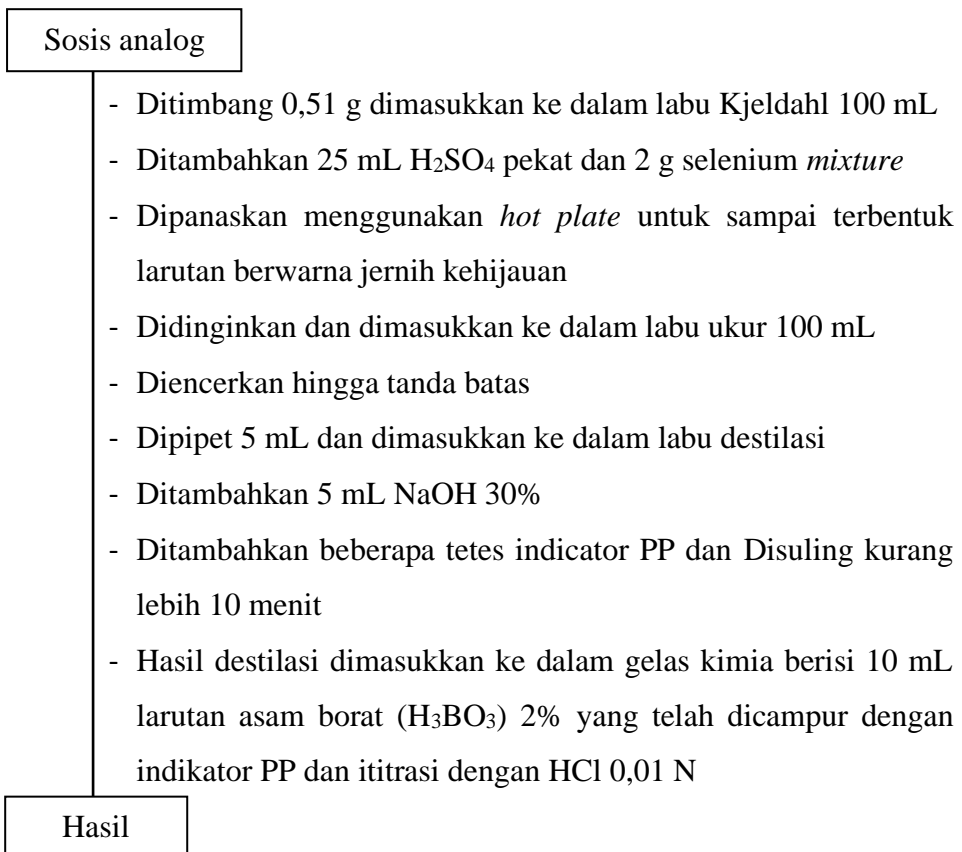 Sosis analog
- Ditimbang 0,51 g dimasukkan ke dalam labu Kjeldahl 100 mL
- Ditambahkan 25 mL H₂SO₄ pekat dan 2 g selenium mixture
- Dipanaskan menggunakan hot plate untuk sampai terbentuk
larutan berwarna jernih kehijauan
- Didinginkan dan dimasukkan ke dalam labu ukur 100 mL
- Diencerkan hingga tanda batas
- Dipipet 5 mL dan dimasukkan ke dalam labu destilasi
- Ditambahkan 5 mL NaOH 30%
- Ditambahkan beberapa tetes indicator PP dan Disuling kurang
lebih 10 menit
- Hasil destilasi dimasukkan ke dalam gelas kimia berisi 10 mL
larutan asam borat (H₃BO₃) 2% yang telah dicampur dengan
indikator PP dan ititrasi dengan HCl 0,01 N
Hasil